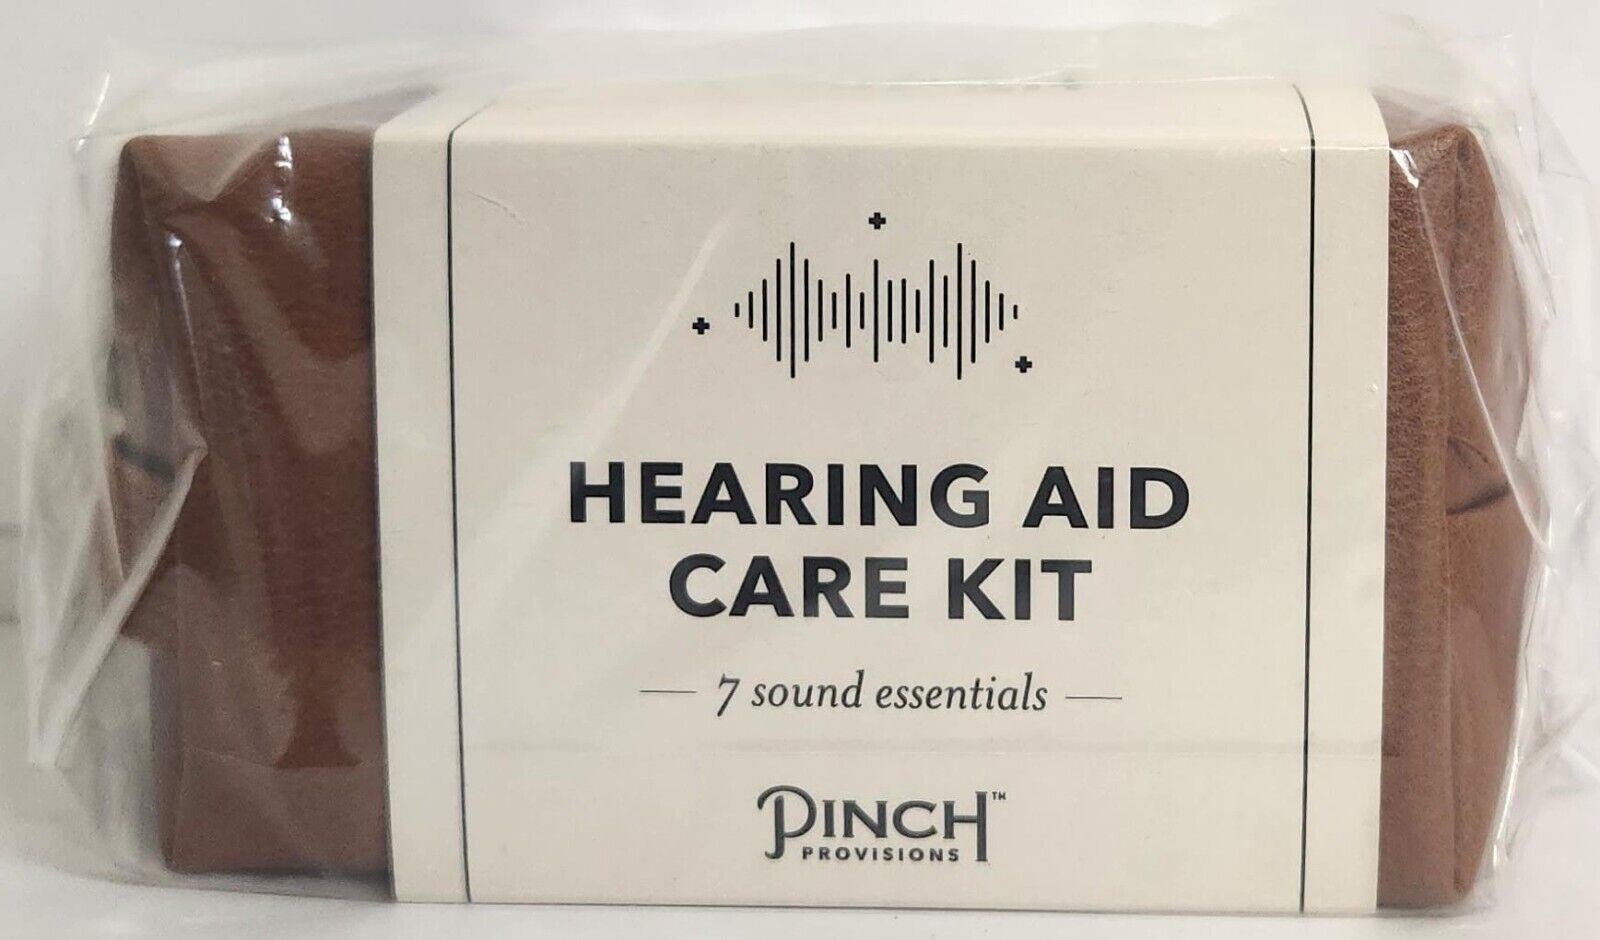 HEARING AID
CARE KIT
7 sound essentials
PINCH™
PROVISIONS